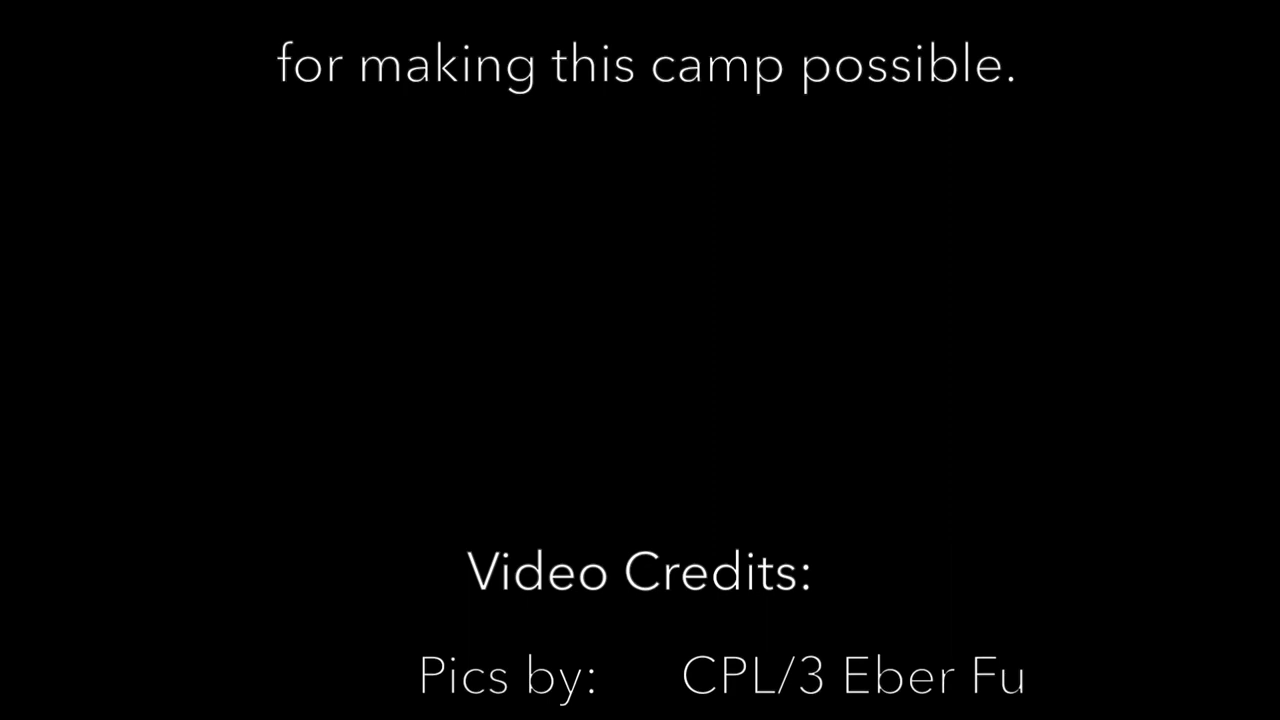 for making this camp possible.
Video Credits:
Pics by: CPL/3 Eber Fu